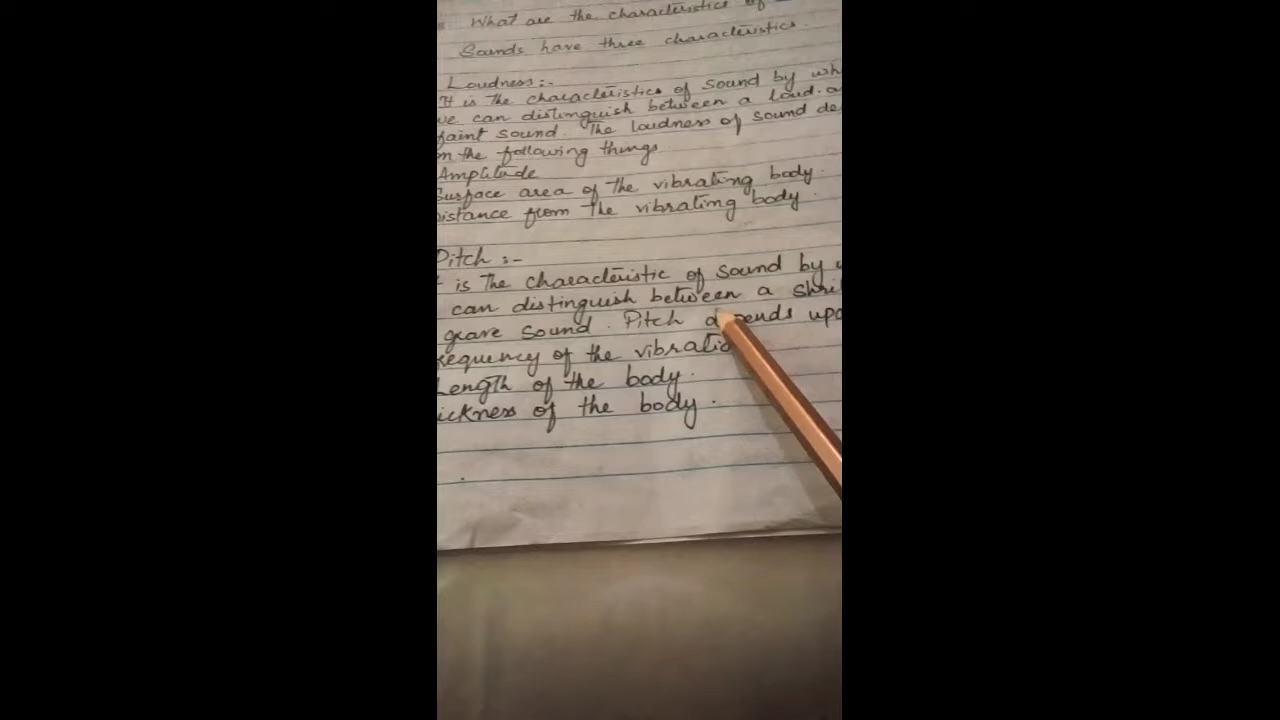 What are the characteristics of
Sounds have three characteristics.
Loudness :-
It is the characteristics of sound by wh
we can distinguish between a loud a
faint sound. The loudness of sound de
on the following things.
Amplitude
Surface area of the vibrating body.
Distance from the vibrating body.
Pitch :-
is the characteristic of sound by w
can distinguish between a shril
grave sound. Pitch depends upo
requency of the vibratio
Length of the body.
ickness of the body.